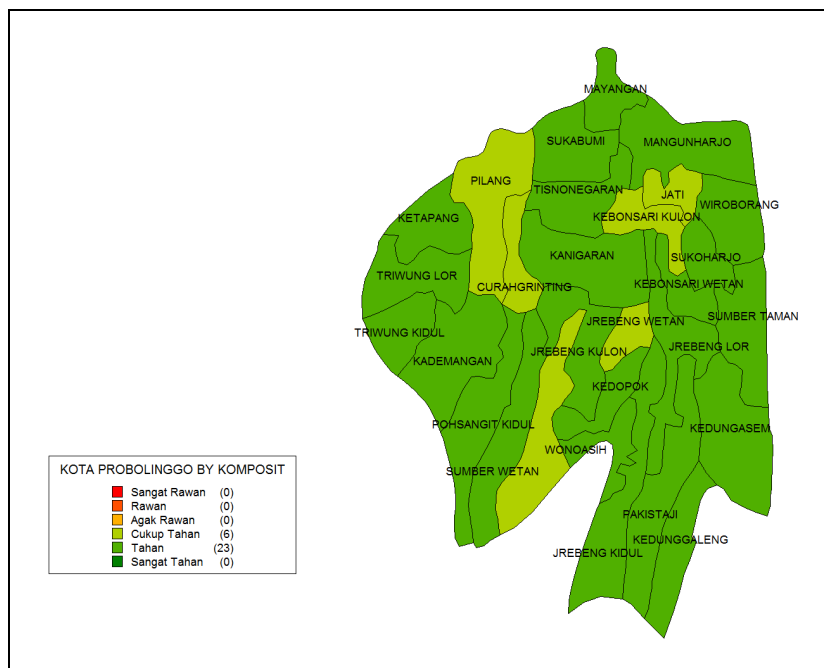 MAYANGAN
SUKABUMI
MANGUNHARJO
PILANG
TISNONEGARAN
JATI
WIROBORANG
KETAPANG
KEBONSARI KULON
KANIGARAN
SUKOHARJO
TRIWUNG LOR
CURAHGRINTING
KEBONSARI WETAN
SUMBER TAMAN
JREBENG WETAN
TRIWUNG KIDUL
JREBENG LOR
JREBENG KULON
KADEMANGAN
KEDOPOK
POHSANGIT KIDUL
KEDUNGASEM
WONOASIH
SUMBER WETAN
PAKISTAJI
KEDUNGGALENG
JREBENG KIDUL
KOTA PROBOLINGGO BY KOMPOSIT
Sangat Rawan (0)
Rawan (0)
Agak Rawan (0)
Cukup Tahan (6)
Tahan (23)
Sangat Tahan (0)